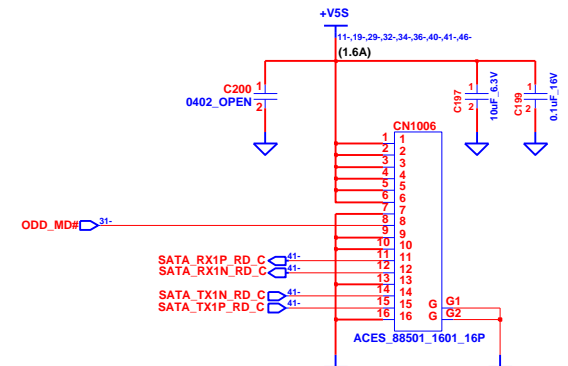 +V5S
11-,19-,29-,32-,34-,36-,40-,41-,46-
(1.6A)
C200
1
2
0402_OPEN
C197
1
2
10uF_6.3V
C199
1
2
0.1uF_16V
CN1006
1 1
2 2
3 3
4 4
5 5
6 6
7 7
ODD_MD# 31- 8 8
9 9
10 10
SATA_RX1P_RD_C 41- 11 11
SATA_RX1N_RD_C 41- 12 12
13 13
SATA_TX1N_RD_C 41- 14 14
SATA_TX1P_RD_C 41- 15 15 G G1
16 16 G G2
ACES_88501_1601_16P